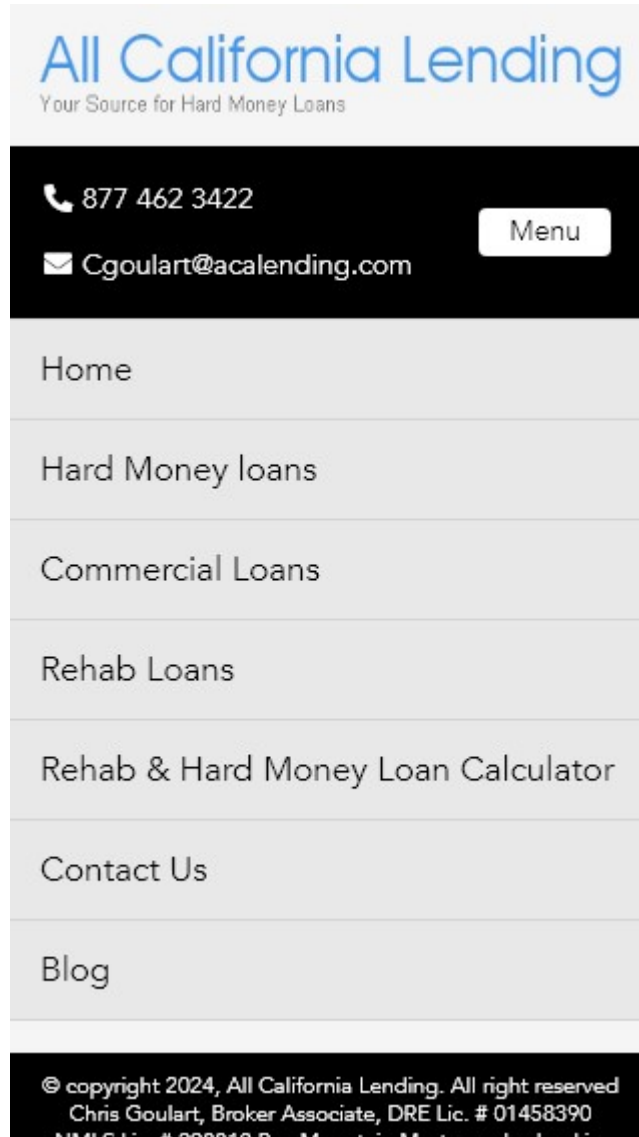 All California Lending
Your Source for Hard Money Loans
877 462 3422
Menu
Cgoulart@acalending.com
Home
Hard Money loans
Commercial Loans
Rehab Loans
Rehab & Hard Money Loan Calculator
Contact Us
Blog
© copyright 2024, All California Lending. All right reserved
Chris Goulart, Broker Associate, DRE Lic. # 01458390